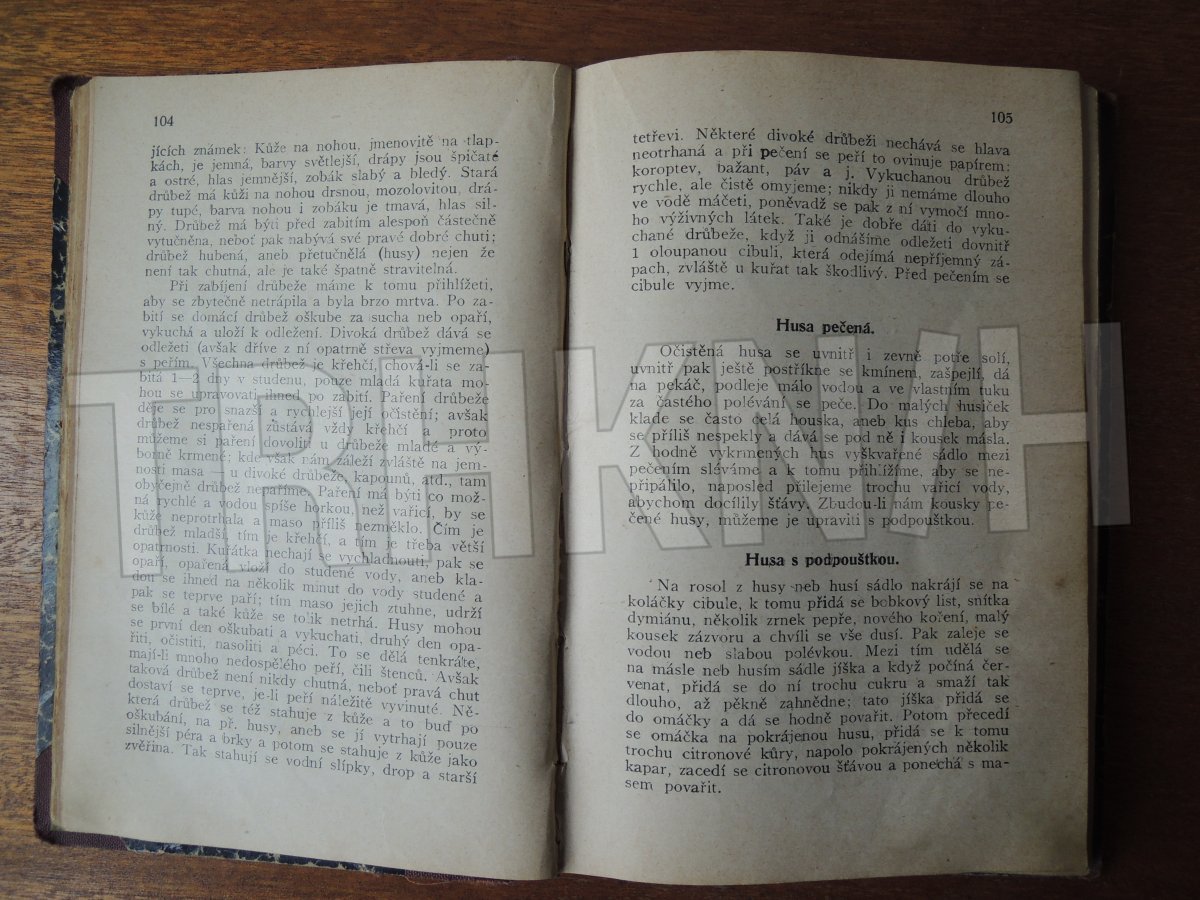 104
jících známek: Kůže na nohou, jmenovitě na tlap-
kách, je jemná, barvy světlejší, drápy jsou špičaté
a ostré, hlas jemnější, zobák slabý a bledý. Stará
drůbež má kůži na nohou drsnou, mozolovitou, drá-
py tupé, barva nohou i zobáku je tmavá, hlas sil-
ný. Drůbež má býti před zabitím alespoň částečně
vytučněna, neboť pak nabývá své pravé dobré chuti;
drůbež hubená, aneb přetučnělá (husy) nejen že
není tak chutná, ale je také špatně stravitelná.
Při zabíjení drůbeže máme k tomu přihlížeti,
aby se zbytečně netrápila a byla brzo mrtva. Po za-
bití se domácí drůbež oškube za sucha neb opaří,
vykuchá a uloží k odležení. Divoká drůbež dává se
odležeti (avšak dříve z ní opatrně střeva vyjmeme)
s peřím. Všechna drůbež je křehčí, chová-li se za-
bitá 1—2 dny v studenu, pouze mladá kuřata mo-
hou se upravovati ihned po zabití. Paření drůbeže
děje se pro snazší a rychlejší její očistění; avšak
drůbež nespařená zůstává vždy křehčí a proto
můžeme si paření dovolit u drůbeže mladé a vý-
borně krmené; kde však nám záleží zvláště na jem-
nosti masa — u divoké drůbeže, kapounů, atd., tam
obyčejně drůbež nepaříme. Paření má býti co mož-
ná rychlé a vodou spíše horkou, než vařící, by se
kůže neprotrhala a maso příliš nezměklo. Čím je
drůbež mladší, tím je křehčí, a tím je třeba větší
opatrnosti. Kuřátka nechají se vychladnouti, pak se
opaří, opařená vloží do studené vody, aneb kla-
dou se ihned na několik minut do vody studené a
pak se teprve paří; tím maso jejich ztuhne, udrží
se bílé a také kůže se tolik netrhá. Husy mohou
se první den oškubati a vykuchati, druhý den opa-
řiti, očistiti, nasoliti a péci. To se dělá tenkráte,
mají-li mnoho nedospělého peří, čili štenců. Avšak
taková drůbež není nikdy chutná, neboť pravá chut
dostaví se teprve, je-li peří náležitě vyvinuté. Ně-
která drůbež se též stahuje z kůže a to buď po
oškubání, na př. husy, aneb se jí vytrhají pouze
silnější péra a brky a potom se stahuje z kůže jako
zvěřina. Tak stahují se vodní slípky, drop a starší
105
tetřevi. Některé divoké drůbeži nechává se hlava
neotrhaná a při pečení se peří to ovinuje papírem:
koroptev, bažant, páv a j. Vykuchanou drůbež
rychle, ale čistě omyjeme; nikdy ji nemáme dlouho
ve vodě máčeti, poněvadž se pak z ní vymočí mno-
ho výživných látek. Také je dobře dáti do vyku-
chané drůbeže, když ji odnášíme odležeti dovnitř
1 oloupanou cibuli, která odejímá nepříjemný zá-
pach, zvláště u kuřat tak škodlivý. Před pečením se
cibule vyjme.
Husa pečená.
Očistěná husa se uvnitř i zevně potře solí,
uvnitř pak ještě postříkne se kmínem, zašpejlí, dá
na pekáč, podleje málo vodou a ve vlastním tuku
za častého polévání se peče. Do malých husiček
klade se často celá houska, aneb kus chleba, aby
se příliš nespekly a dává se pod ně i kousek másla.
Z hodně vykrmených hus vyškvařené sádlo mezi
pečením sléváme a k tomu přihlížíme, aby se ne-
připálilo, naposled přilejeme trochu vařící vody,
abychom docílily šťávy. Zbudou-li nám kousky pe-
čené husy, můžeme je upraviti s podpouštkou.
Husa s podpouštkou.
Na rosol z husy neb husí sádlo nakrájí se na
koláčky cibule, k tomu přidá se bobkový list, snítka
dymiánu, několik zrnek pepře, nového koření, malý
kousek zázvoru a chvíli se vše dusí. Pak zaleje se
vodou neb slabou polévkou. Mezi tím udělá se
na másle neb husím sádle jíška a když počíná čer-
venat, přidá se do ní trochu cukru a smaží tak
dlouho, až pěkně zahnědne; tato jíška přidá se
do omáčky a dá se hodně povařit. Potom přecedí
se omáčka na pokrájenou husu, přidá se k tomu
trochu citronové kůry, napolo pokrájených několik
kapar, zacedí se citronovou šťávou a ponechá s ma-
sem povařit.
TRHKNIH